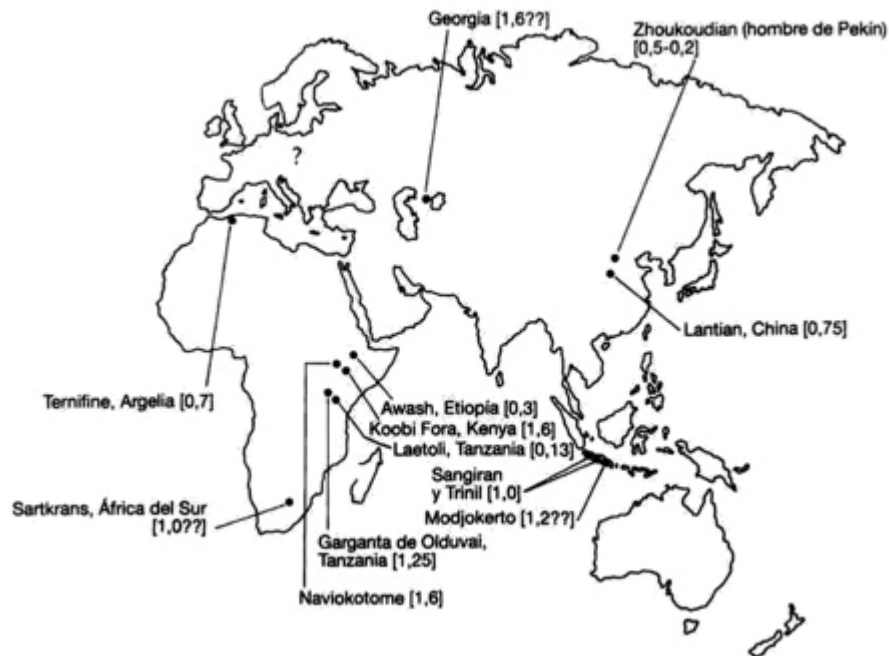 Georgia [1,6??]
Zhoukoudian (hombre de Pekín)
[0,5-0,2]
?
Lantian, China [0,75]
Ternifine, Argelia [0,7]
Awash, Etiopía [0,3]
Koobi Fora, Kenya [1,6]
Laetoli, Tanzania [0,13]
Sangiran
y Trinil [1,0]
Modjokerto [1,2??]
Sartkrans, África del Sur
[1,0??]
Garganta de Olduvai,
Tanzania [1,25]
Naviokotome [1,6]